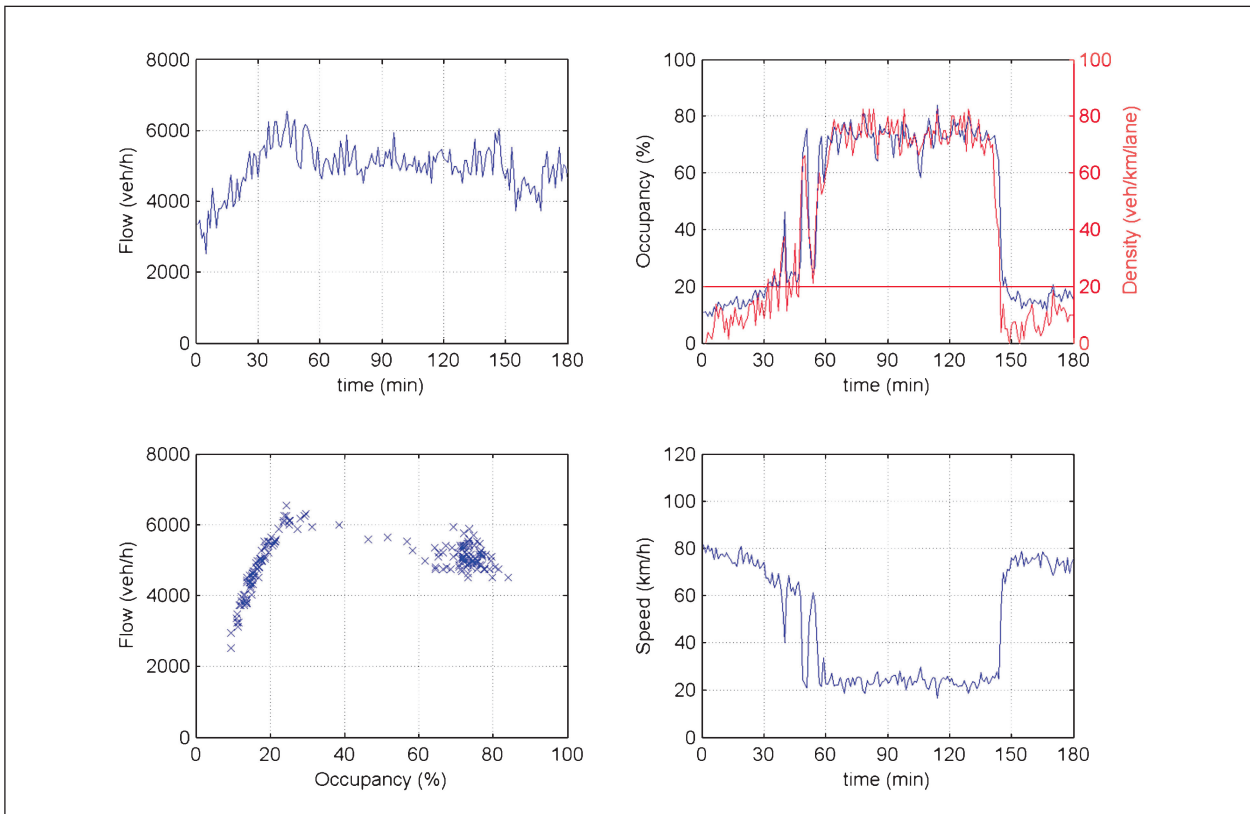 8000
6000
4000
2000
0
Flow (veh/h)
0 30 60 90 120 150 180
time (min)
100
80
60
40
20
0
Occupancy (%)
100
80
60
40
20
0
Density (veh/km/lane)
0 30 60 90 120 150 180
time (min)
8000
6000
4000
2000
0
Flow (veh/h)
0 20 40 60 80 100
Occupancy (%)
120
100
80
60
40
20
0
Speed (km/h)
0 30 60 90 120 150 180
time (min)